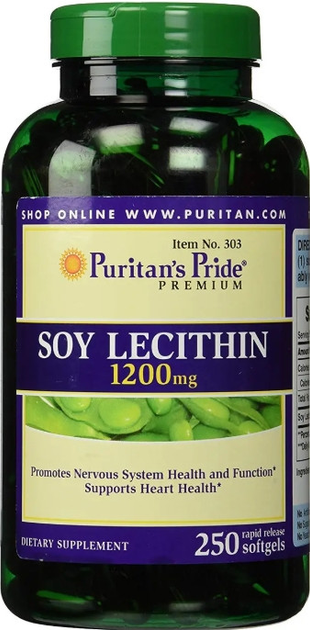 SHOP ONLINE WWW.PURITAN.COM
Item No. 303
Puritan's Pride®
PREMIUM
SOY LECITHIN
1200mg
Promotes Nervous System Health and Function*
Supports Heart Health*
DIETARY SUPPLEMENT
250 rapid release
softgels
(1)